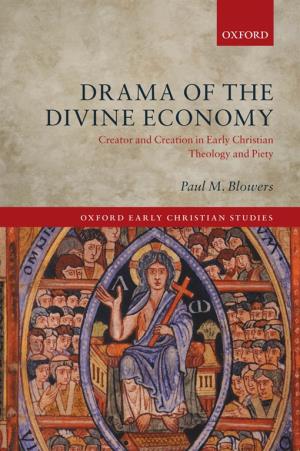 OXFORD
DRAMA OF THE
DIVINE ECONOMY
Creator and Creation in Early Christian
Theology and Piety
Paul M. Blowers
OXFORD EARLY CHRISTIAN STUDIES
Α